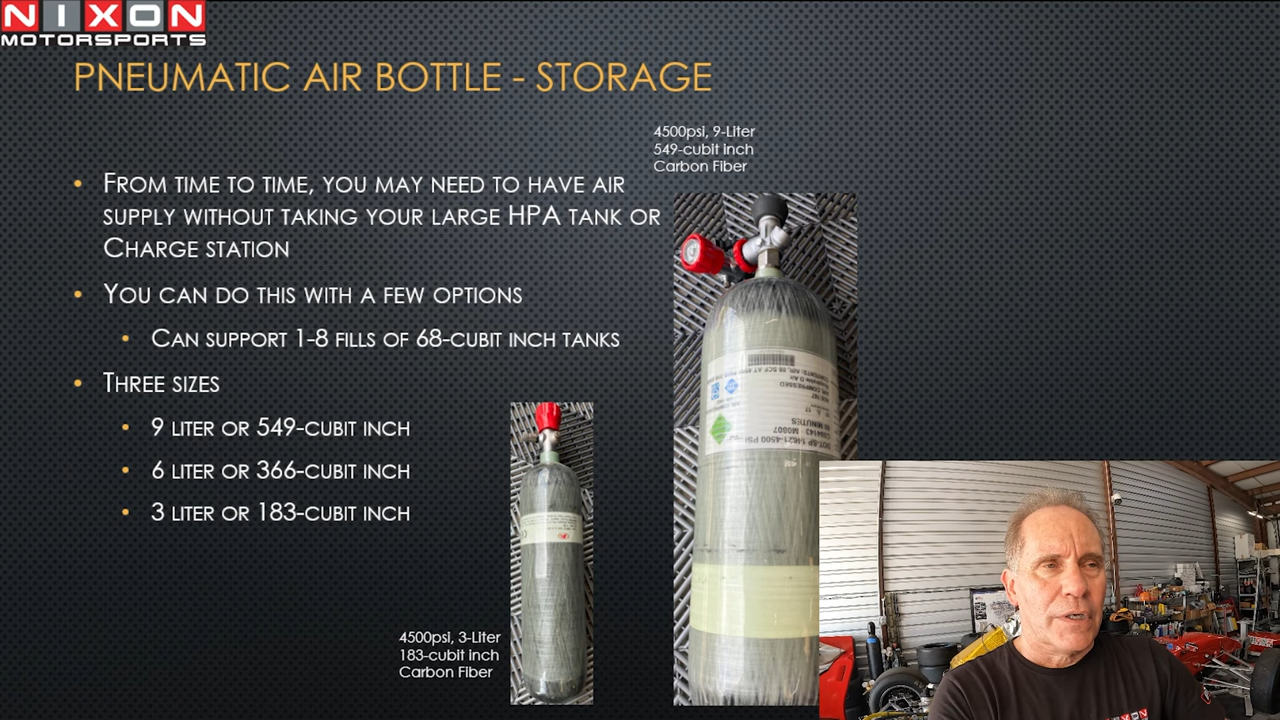 NIXON
MOTORSPORTS
PNEUMATIC AIR BOTTLE - STORAGE
4500psi, 9-Liter
549-cubit inch
Carbon Fiber
• FROM TIME TO TIME, YOU MAY NEED TO HAVE AIR
SUPPLY WITHOUT TAKING YOUR LARGE HPA TANK OR
CHARGE STATION
• YOU CAN DO THIS WITH A FEW OPTIONS
• CAN SUPPORT 1-8 FILLS OF 68-CUBIT INCH TANKS
• THREE SIZES
• 9 LITER OR 549-CUBIT INCH
• 6 LITER OR 366-CUBIT INCH
• 3 LITER OR 183-CUBIT INCH
4500psi, 3-Liter
183-cubit inch
Carbon Fiber
NIXON